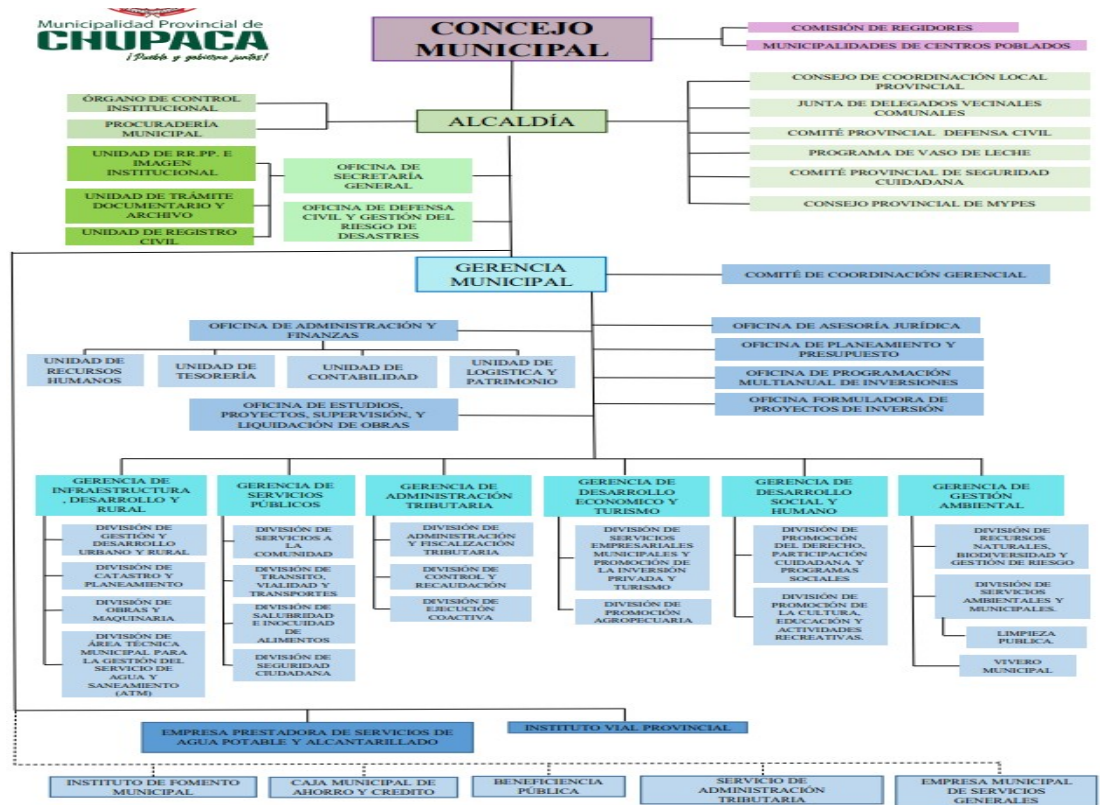 Municipalidad Provincial de
CHUPACA
¡Pueblo y gobierno juntos!
CONCEJO
MUNICIPAL
COMISIÓN DE REGIDORES
MUNICIPALIDADES DE CENTROS POBLADOS
ÓRGANO DE CONTROL
INSTITUCIONAL
PROCURADERÍA
MUNICIPAL
ALCALDÍA
CONSEJO DE COORDINACIÓN LOCAL
PROVINCIAL
JUNTA DE DELEGADOS VECINALES
COMUNALES
COMITÉ PROVINCIAL DEFENSA CIVIL
PROGRAMA DE VASO DE LECHE
COMITÉ PROVINCIAL DE SEGURIDAD
CUIDADANA
CONSEJO PROVINCIAL DE MYPES
UNIDAD DE RR.PP. E
IMAGEN
INSTITUCIONAL
UNIDAD DE TRÁMITE
DOCUMENTARIO Y
ARCHIVO
UNIDAD DE REGISTRO
CIVIL
OFICINA DE
SECRETARÍA
GENERAL
OFICINA DE DEFENSA
CIVIL Y GESTIÓN DEL
RIESGO DE
DESASTRES
GERENCIA
MUNICIPAL
COMITÉ DE COORDINACIÓN GERENCIAL
OFICINA DE ADMINISTRACIÓN Y
FINANZAS
UNIDAD DE
RECURSOS
HUMANOS
UNIDAD DE
TESORERÍA
UNIDAD DE
CONTABILIDAD
UNIDAD DE
LOGISTICA Y
PATRIMONIO
OFICINA DE ESTUDIOS,
PROYECTOS, SUPERVISIÓN, Y
LIQUIDACIÓN DE OBRAS
OFICINA DE ASESORÍA JURÍDICA
OFICINA DE PLANEAMIENTO Y
PRESUPUESTO
OFICINA DE PROGRAMACIÓN
MULTIANUAL DE INVERSIONES
OFICINA FORMULADORA DE
PROYECTOS DE INVERSIÓN
GERENCIA DE
INFRAESTRUCTURA
, DESARROLLO Y
RURAL
DIVISIÓN DE
GESTIÓN Y
DESARROLLO
URBANO Y RURAL
DIVISIÓN DE
CATASTRO Y
PLANEAMIENTO
DIVISIÓN DE
OBRAS Y
MAQUINARIA
DIVISIÓN DE
ÁREA TÉCNICA
MUNICIPAL PARA
LA GESTIÓN DEL
SERVICIO DE
AGUA Y
SANEAMIENTO
(ATM)
GERENCIA DE
SERVICIOS
PÚBLICOS
DIVISIÓN DE
SERVICIOS A
LA
COMUNIDAD
DIVISIÓN DE
TRANSITO,
VIALIDAD Y
TRANSPORTES
DIVISIÓN DE
SALUBRIDAD
E INOCUIDAD
DE
ALIMENTOS
DIVISIÓN DE
SEGURIDAD
CIUDADANA
GERENCIA DE
ADMINISTRACIÓN
TRIBUTARIA
DIVISIÓN DE
ADMINISTRACIÓN
Y FISCALIZACIÓN
TRIBUTARIA
DIVISIÓN DE
CONTROL Y
RECAUDACIÓN
DIVISIÓN DE
EJECUCIÓN
COACTIVA
GERENCIA DE
DESARROLLO
ECONOMICO Y
TURISMO
DIVISIÓN DE
SERVICIOS
EMPRESARIALES
MUNICIPALES Y
PROMOCIÓN DE
LA INVERSIÓN
PRIVADA Y
TURISMO
DIVISIÓN DE
PROMOCIÓN
AGROPECUARIA
GERENCIA DE
DESARROLLO
SOCIAL Y
HUMANO
DIVISIÓN DE
PROMOCIÓN
DEL DERECHO,
PARTICIPACIÓN
CUIDADANA Y
PROGRAMAS
SOCIALES
DIVISIÓN DE
PROMOCIÓN DE
LA CULTURA,
EDUCACIÓN Y
ACTIVIDADES
RECREATIVAS.
GERENCIA DE
GESTIÓN
AMBIENTAL
DIVISIÓN DE
RECURSOS
NATURALES,
BIODIVERSIDAD Y
GESTIÓN DE RIESGO
DIVISIÓN DE
SERVICIOS
AMBIENTALES Y
MUNICIPALES.
LIMPIEZA
PUBLICA.
VIVERO
MUNICIPAL
EMPRESA PRESTADORA DE SERVICIOS DE
AGUA POTABLE Y ALCANTARILLADO
INSTITUTO VIAL PROVINCIAL
INSTITUTO DE FOMENTO
MUNICIPAL
CAJA MUNICIPAL DE
AHORRO Y CREDITO
BENEFICIENCIA
PÚBLICA
SERVICIO DE
ADMINISTRACIÓN
TRIBUTARIA
EMPRESA MUNICIPAL
DE SERVICIOS
GENERALES